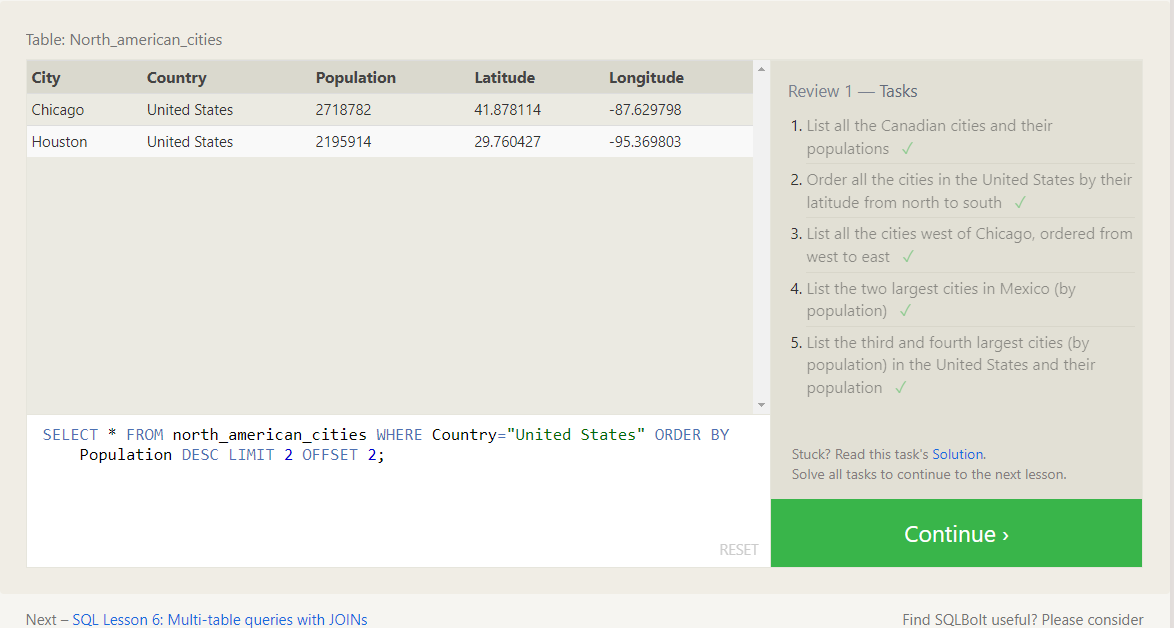 Table: North_american_cities
City Country Population Latitude Longitude
Chicago United States 2718782 41.878114 -87.629798
Houston United States 2195914 29.760427 -95.369803
SELECT * FROM north_american_cities WHERE Country="United States" ORDER BY
Population DESC LIMIT 2 OFFSET 2;
RESET
Review 1 — Tasks
1. List all the Canadian cities and their
populations ✓
2. Order all the cities in the United States by their
latitude from north to south ✓
3. List all the cities west of Chicago, ordered from
west to east ✓
4. List the two largest cities in Mexico (by
population) ✓
5. List the third and fourth largest cities (by
population) in the United States and their
population ✓
Stuck? Read this task's Solution.
Solve all tasks to continue to the next lesson.
Continue ›
Next – SQL Lesson 6: Multi-table queries with JOINs
Find SQLBolt useful? Please consider